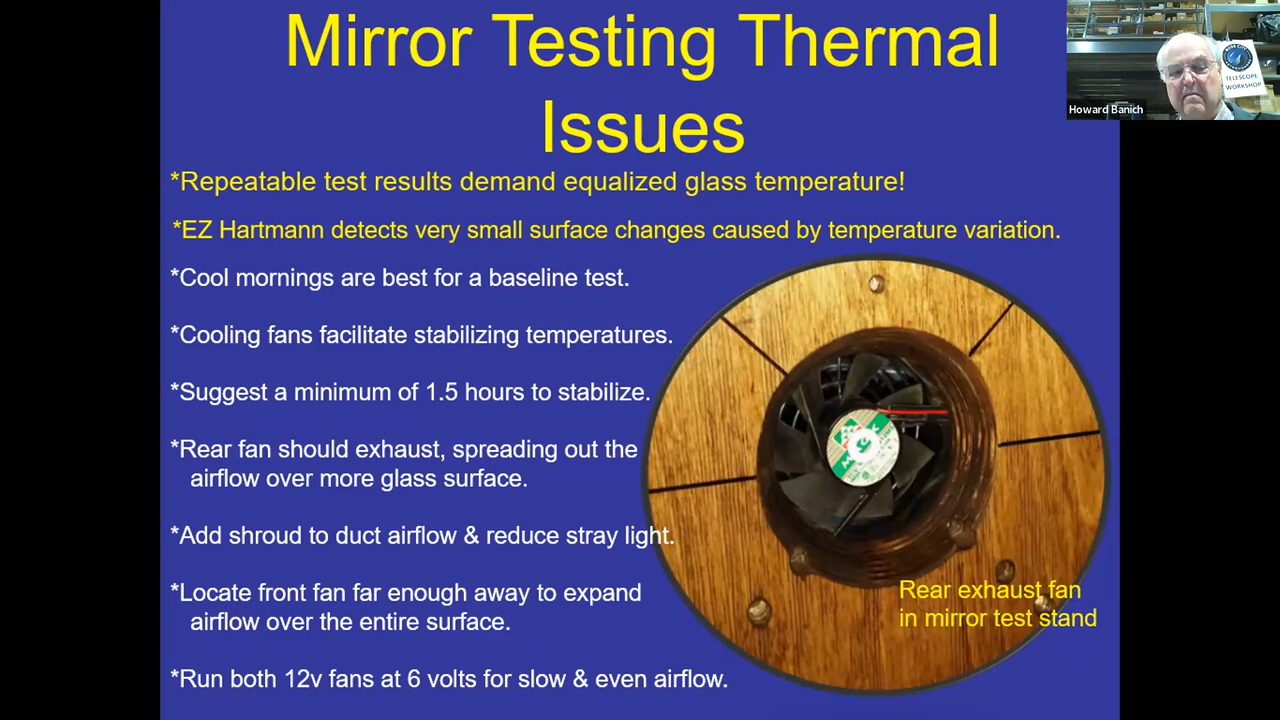 Mirror Testing Thermal
Issues
*Repeatable test results demand equalized glass temperature!
*EZ Hartmann detects very small surface changes caused by temperature variation.
*Cool mornings are best for a baseline test.
*Cooling fans facilitate stabilizing temperatures.
*Suggest a minimum of 1.5 hours to stabilize.
*Rear fan should exhaust, spreading out the
airflow over more glass surface.
*Add shroud to duct airflow & reduce stray light.
*Locate front fan far enough away to expand
airflow over the entire surface.
*Run both 12v fans at 6 volts for slow & even airflow.
Rear exhaust fan
in mirror test stand
Howard Banich
TELESCOPE
WORKSHOP